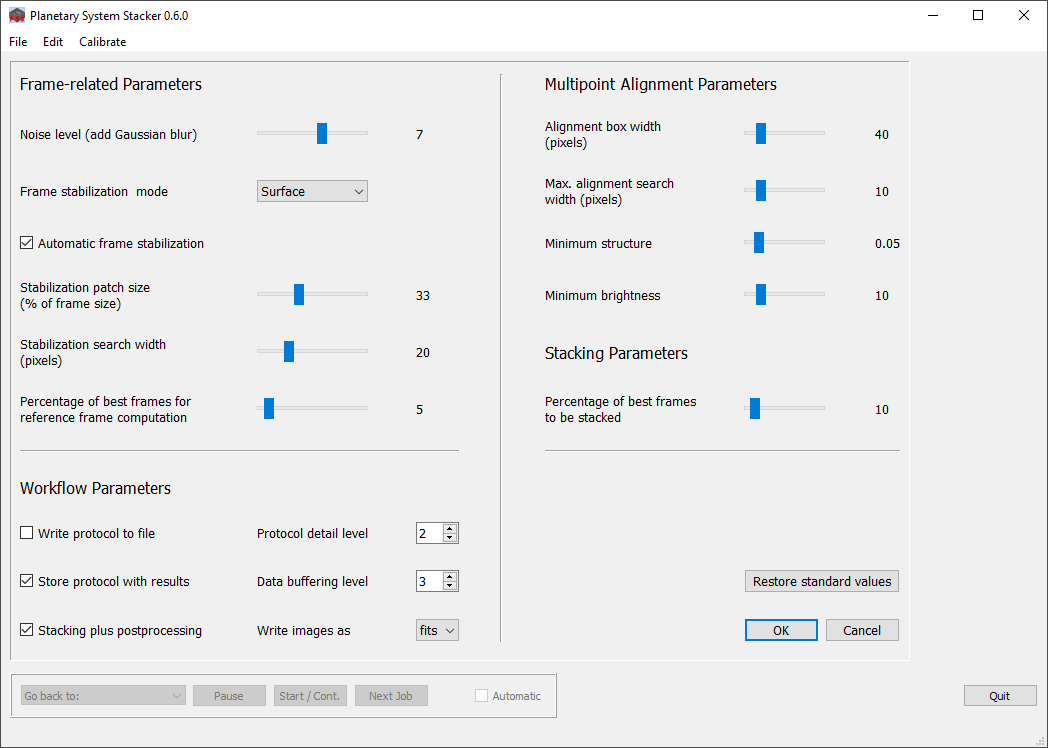 Planetary System Stacker 0.6.0
File Edit Calibrate
Frame-related Parameters
Noise level (add Gaussian blur) 7
Frame stabilization mode Surface
Automatic frame stabilization
Stabilization patch size
(% of frame size) 33
Stabilization search width
(pixels) 20
Percentage of best frames for
reference frame computation 5
Workflow Parameters
Write protocol to file Protocol detail level 2
Store protocol with results Data buffering level 3
Stacking plus postprocessing Write images as fits
Multipoint Alignment Parameters
Alignment box width
(pixels) 40
Max. alignment search
width (pixels) 10
Minimum structure 0.05
Minimum brightness 10
Stacking Parameters
Percentage of best frames
to be stacked 10
Restore standard values
OK Cancel
Go back to: Pause Start / Cont. Next Job Automatic Quit